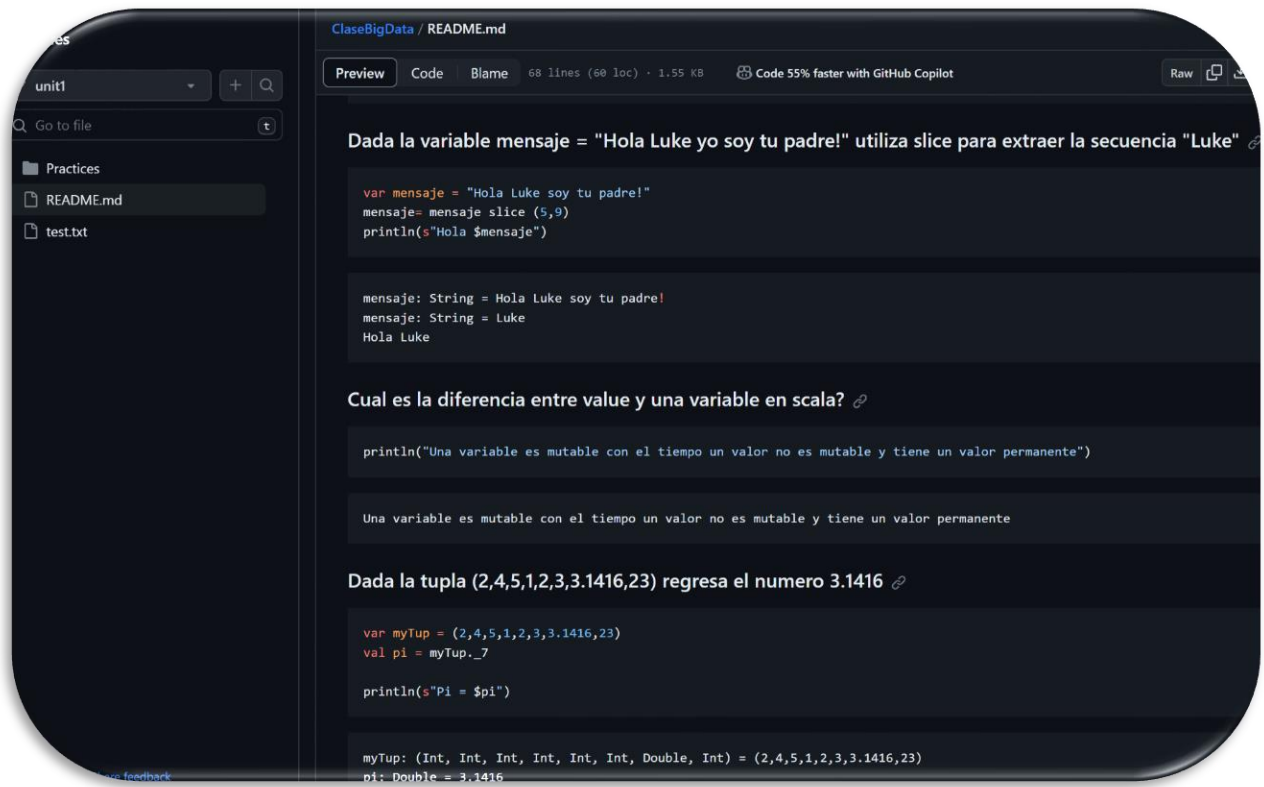 unit1
Go to file
t
Practices
README.md
test.txt
feedback
ClaseBigData / README.md
Preview Code Blame 68 lines (60 loc) · 1.55 KB Code 55% faster with GitHub Copilot
Raw
Dada la variable mensaje = "Hola Luke yo soy tu padre!" utiliza slice para extraer la secuencia "Luke"
var mensaje = "Hola Luke soy tu padre!"
mensaje= mensaje slice (5,9)
println(s"Hola $mensaje")
mensaje: String = Hola Luke soy tu padre!
mensaje: String = Luke
Hola Luke
Cual es la diferencia entre value y una variable en scala?
println("Una variable es mutable con el tiempo un valor no es mutable y tiene un valor permanente")
Una variable es mutable con el tiempo un valor no es mutable y tiene un valor permanente
Dada la tupla (2,4,5,1,2,3,3.1416,23) regresa el numero 3.1416
var myTup = (2,4,5,1,2,3,3.1416,23)
val pi = myTup._7
println(s"Pi = $pi")
myTup: (Int, Int, Int, Int, Int, Int, Double, Int) = (2,4,5,1,2,3,3.1416,23)
pi: Double = 3.1416